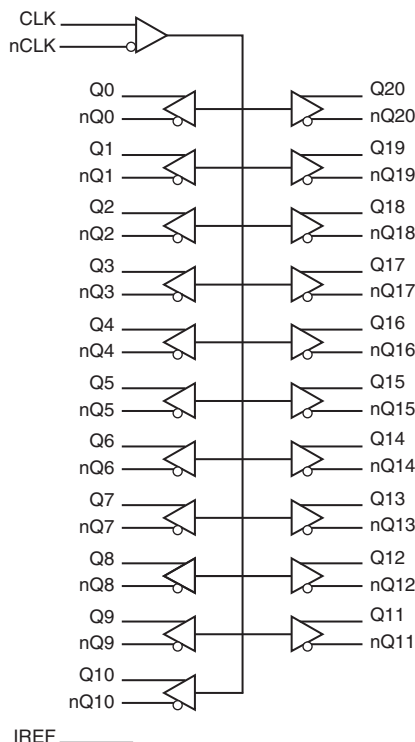 CLK
nCLK
Q0 Q20
nQ0 nQ20
Q1 Q19
nQ1 nQ19
Q2 Q18
nQ2 nQ18
Q3 Q17
nQ3 nQ17
Q4 Q16
nQ4 nQ16
Q5 Q15
nQ5 nQ15
Q6 Q14
nQ6 nQ14
Q7 Q13
nQ7 nQ13
Q8 Q12
nQ8 nQ12
Q9 Q11
nQ9 nQ11
Q10
nQ10
IREF